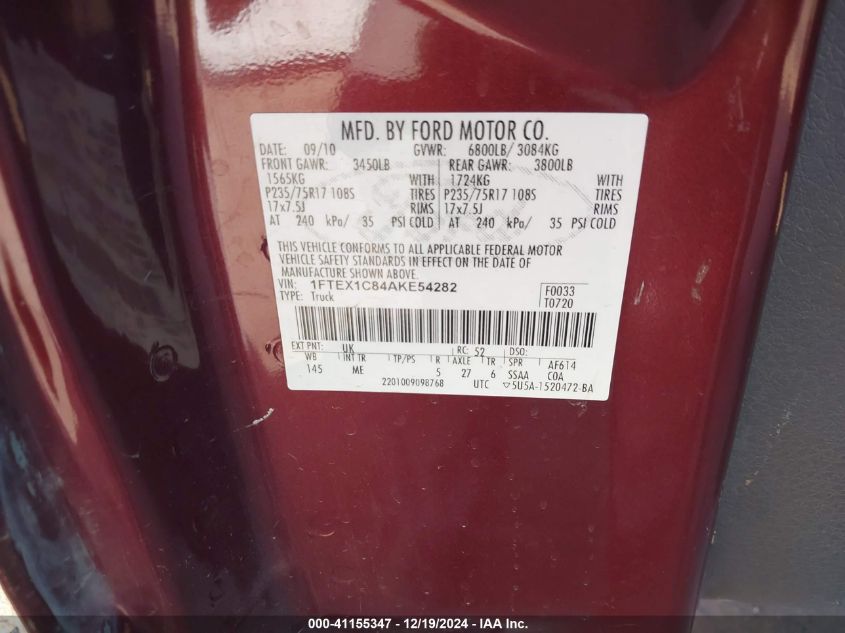 MFD. BY FORD MOTOR CO.
DATE: 09/10 GVWR: 6800LB/ 3084KG
FRONT GAWR: 3450LB REAR GAWR: 3800LB
1565KG WITH 1724KG WITH
P235/75R17 108S TIRES P235/75R17 108S TIRES
17x7.5J RIMS 17x7.5J RIMS
AT 240 kPa/ 35 PSI COLD AT 240 kPa/ 35 PSI COLD
THIS VEHICLE CONFORMS TO ALL APPLICABLE FEDERAL MOTOR
VEHICLE SAFETY STANDARDS IN EFFECT ON THE DATE OF
MANUFACTURE SHOWN ABOVE.
VIN: 1FTEX1C84AKE54282 F0033
TYPE: Truck T0720
EXT PNT: UK RC: 52 DSO:
WB INT TR TP/PS R AXLE TR SPR AF614
145 ME 5 27 6 SSAA COA
2201009098768 UTC ▽5U5A-1520472-BA
000-41155347 - 12/19/2024 - IAA Inc.